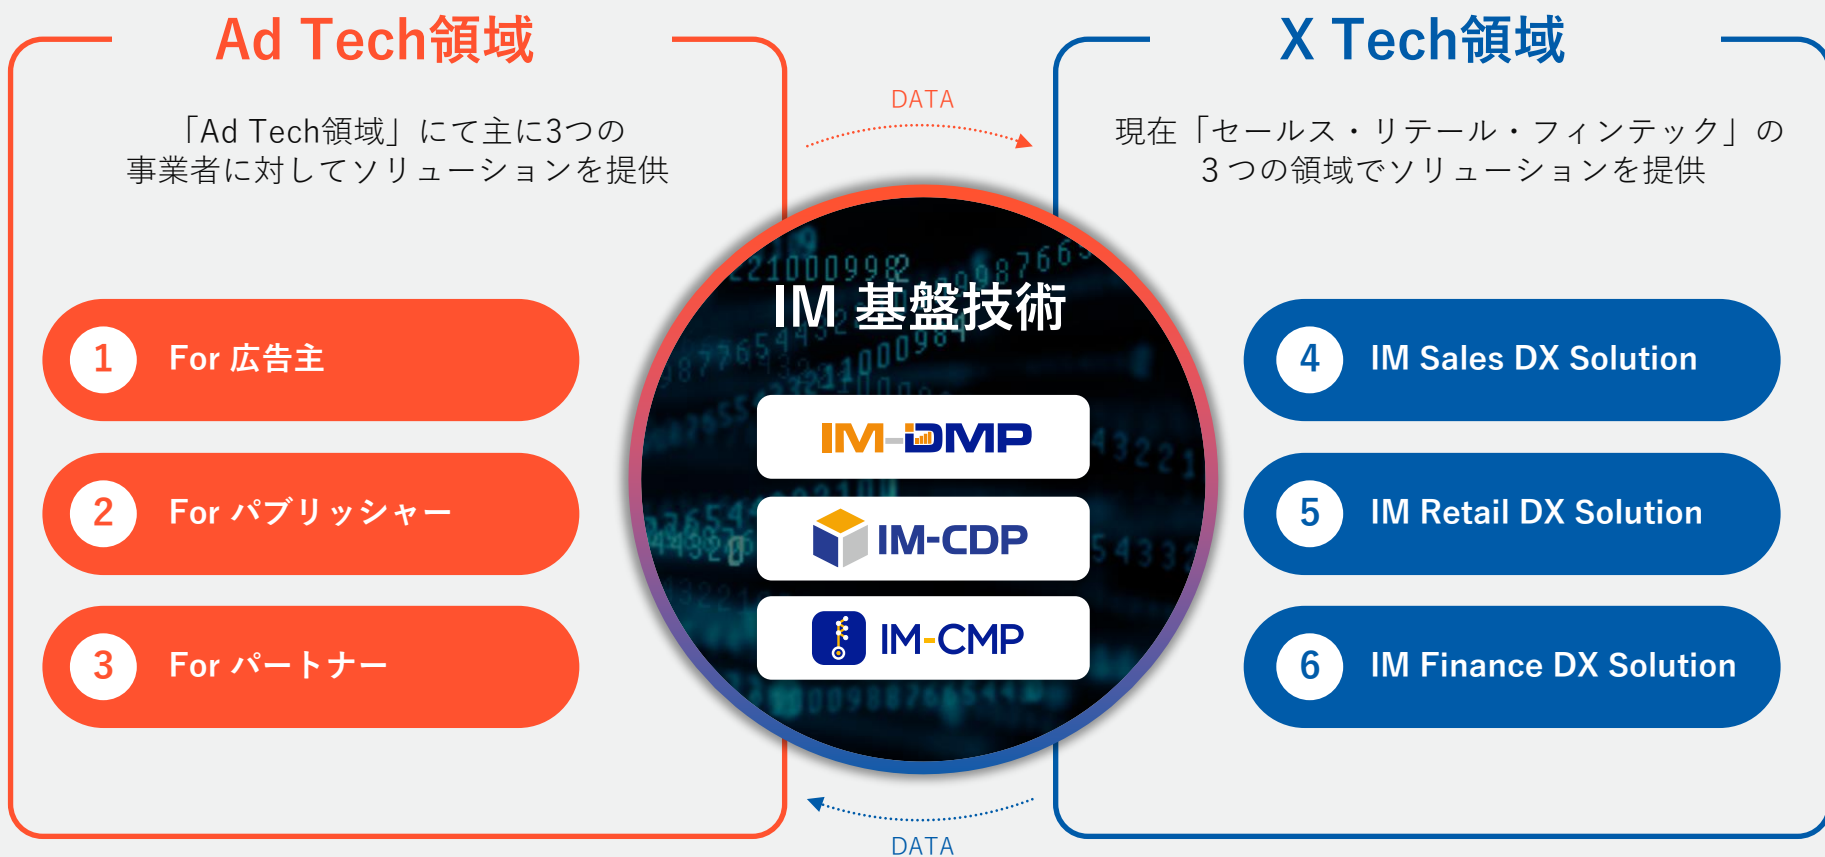 Ad Tech領域
「Ad Tech領域」にて主に3つの
事業者に対してソリューションを提供
1 For 広告主
2 For パブリッシャー
3 For パートナー
DATA
IM 基盤技術
IM-DMP
IM-CDP
IM-CMP
DATA
X Tech領域
現在「セールス・リテール・フィンテック」の
３つの領域でソリューションを提供
4 IM Sales DX Solution
5 IM Retail DX Solution
6 IM Finance DX Solution